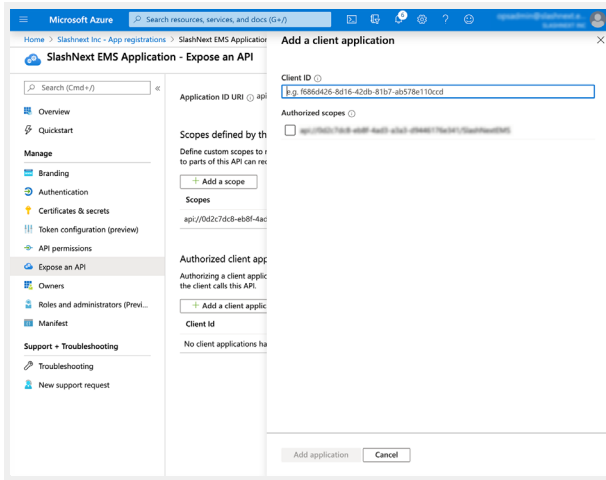 Microsoft Azure
Search resources, services, and docs (G+/)
Home > Slashnext Inc - App registrations > SlashNext EMS Application
SlashNext EMS Application - Expose an API
Search (Cmd+/)
«
Overview
Quickstart
Manage
Branding
Authentication
Certificates & secrets
Token configuration (preview)
API permissions
Expose an API
Owners
Roles and administrators (Previ...
Manifest
Support + Troubleshooting
Troubleshooting
New support request
Application ID URI api
Scopes defined by th
Define custom scopes to r
to parts of this API can rec
+ Add a scope
Scopes
api://0d2c7dc8-eb8f-4ad
Authorized client app
Authorizing a client applic
the client calls this API.
+ Add a client applic
Client Id
No client applications ha
Add a client application
Client ID
e.g. f686d426-8d16-42db-81b7-ab578e110ccd
Authorized scopes
Add application
Cancel